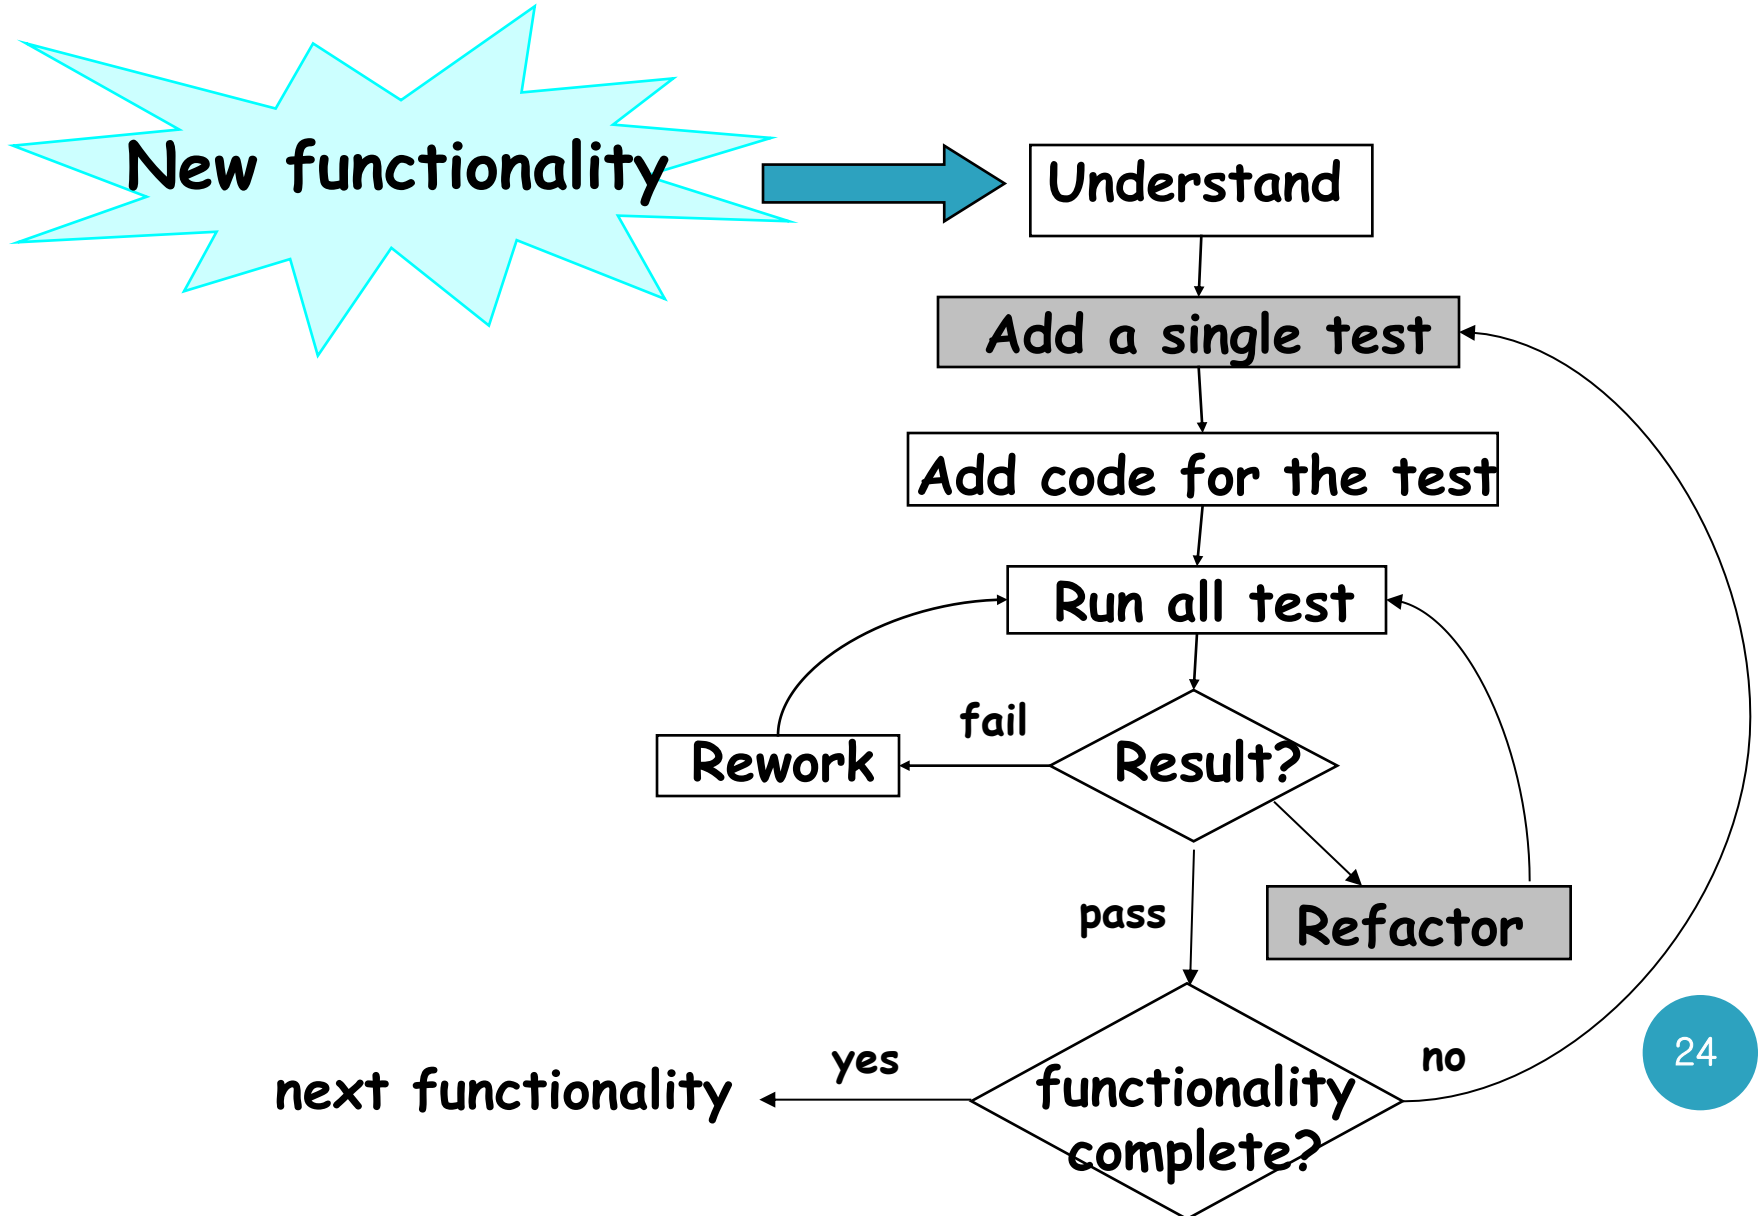 New functionality
Understand
Add a single test
Add code for the test
Run all test
fail
Rework
Result?
pass
Refactor
yes
no
24
next functionality
functionality
complete?